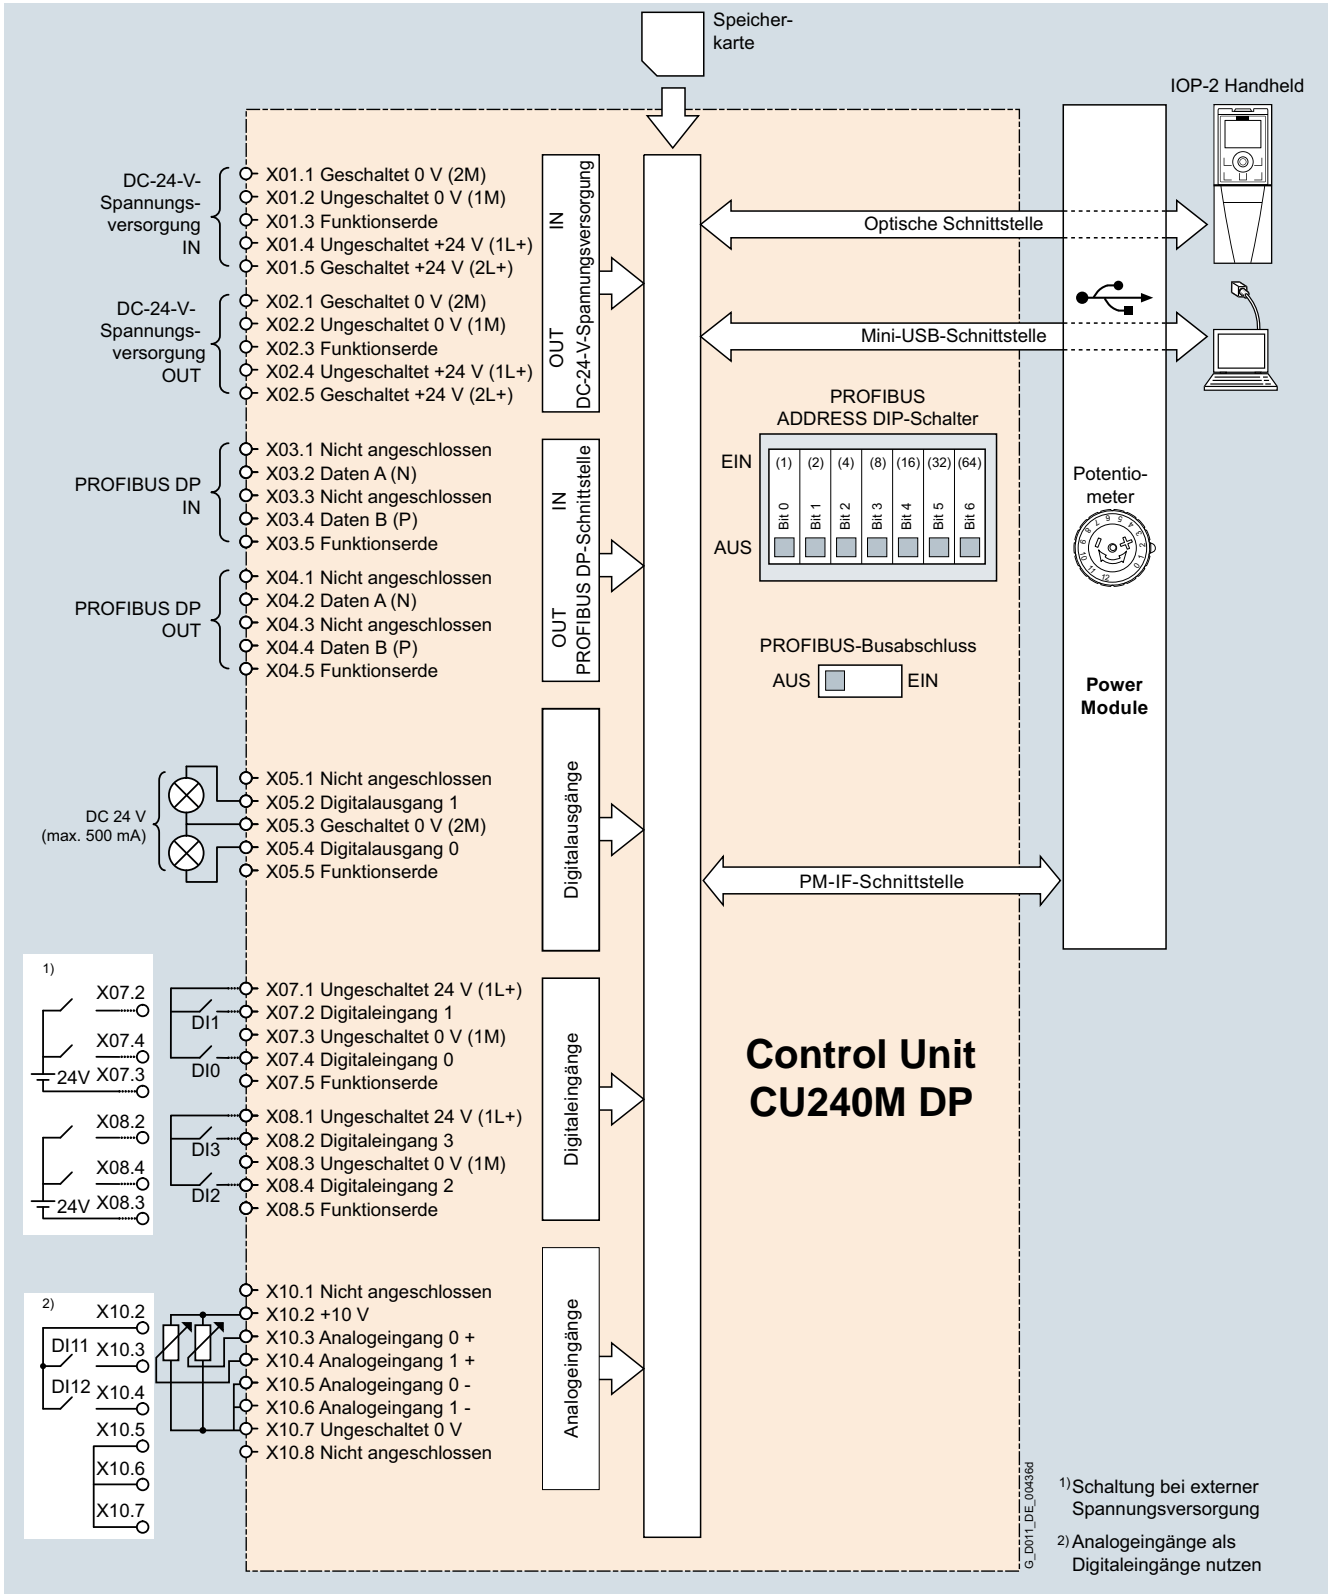 Speicher-
karte
IOP-2 Handheld
DC-24-V-
Spannungs-
versorgung
IN
X01.1 Geschaltet 0 V (2M)
X01.2 Ungeschaltet 0 V (1M)
X01.3 Funktionserde
X01.4 Ungeschaltet +24 V (1L+)
X01.5 Geschaltet +24 V (2L+)
DC-24-V-
Spannungs-
versorgung
OUT
X02.1 Geschaltet 0 V (2M)
X02.2 Ungeschaltet 0 V (1M)
X02.3 Funktionserde
X02.4 Ungeschaltet +24 V (1L+)
X02.5 Geschaltet +24 V (2L+)
IN
OUT
DC-24-V-Spannungsversorgung
Optische Schnittstelle
Mini-USB-Schnittstelle
PROFIBUS DP
IN
X03.1 Nicht angeschlossen
X03.2 Daten A (N)
X03.3 Nicht angeschlossen
X03.4 Daten B (P)
X03.5 Funktionserde
PROFIBUS DP
OUT
X04.1 Nicht angeschlossen
X04.2 Daten A (N)
X04.3 Nicht angeschlossen
X04.4 Daten B (P)
X04.5 Funktionserde
IN
OUT
PROFIBUS DP-Schnittstelle
PROFIBUS
ADDRESS DIP-Schalter
EIN
(1) (2) (4) (8) (16) (32) (64)
Bit 0 Bit 1 Bit 2 Bit 3 Bit 4 Bit 5 Bit 6
AUS
PROFIBUS-Busabschluss
AUS EIN
Potentio-
meter
0 1 2 3 4 5 6 7 8 9 10 11 12
Power
Module
DC 24 V
(max. 500 mA)
X05.1 Nicht angeschlossen
X05.2 Digitalausgang 1
X05.3 Geschaltet 0 V (2M)
X05.4 Digitalausgang 0
X05.5 Funktionserde
Digitalausgänge
PM-IF-Schnittstelle
1)
X07.2
X07.4
24V X07.3
X08.2
X08.4
24V X08.3
DI1
DI0
X07.1 Ungeschaltet 24 V (1L+)
X07.2 Digitaleingang 1
X07.3 Ungeschaltet 0 V (1M)
X07.4 Digitaleingang 0
X07.5 Funktionserde
DI3
DI2
X08.1 Ungeschaltet 24 V (1L+)
X08.2 Digitaleingang 3
X08.3 Ungeschaltet 0 V (1M)
X08.4 Digitaleingang 2
X08.5 Funktionserde
Digitaleingänge
Control Unit
CU240M DP
2)
X10.2
DI11 X10.3
DI12 X10.4
X10.5
X10.6
X10.7
X10.1 Nicht angeschlossen
X10.2 +10 V
X10.3 Analogeingang 0 +
X10.4 Analogeingang 1 +
X10.5 Analogeingang 0 -
X10.6 Analogeingang 1 -
X10.7 Ungeschaltet 0 V
X10.8 Nicht angeschlossen
Analogeingänge
G_D011_DE_00436d
1) Schaltung bei externer
Spannungsversorgung
2) Analogeingänge als
Digitaleingänge nutzen